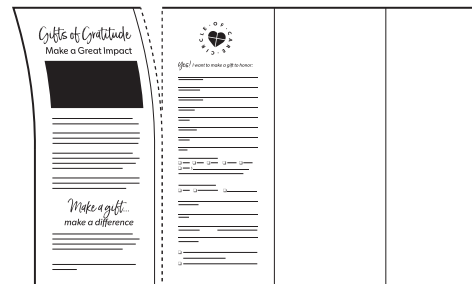 Gifts of Gratitude
Make a Great Impact
Make a gift...
make a difference
CIRCLE · OF · CARE
Yes! I want to make a gift to honor: